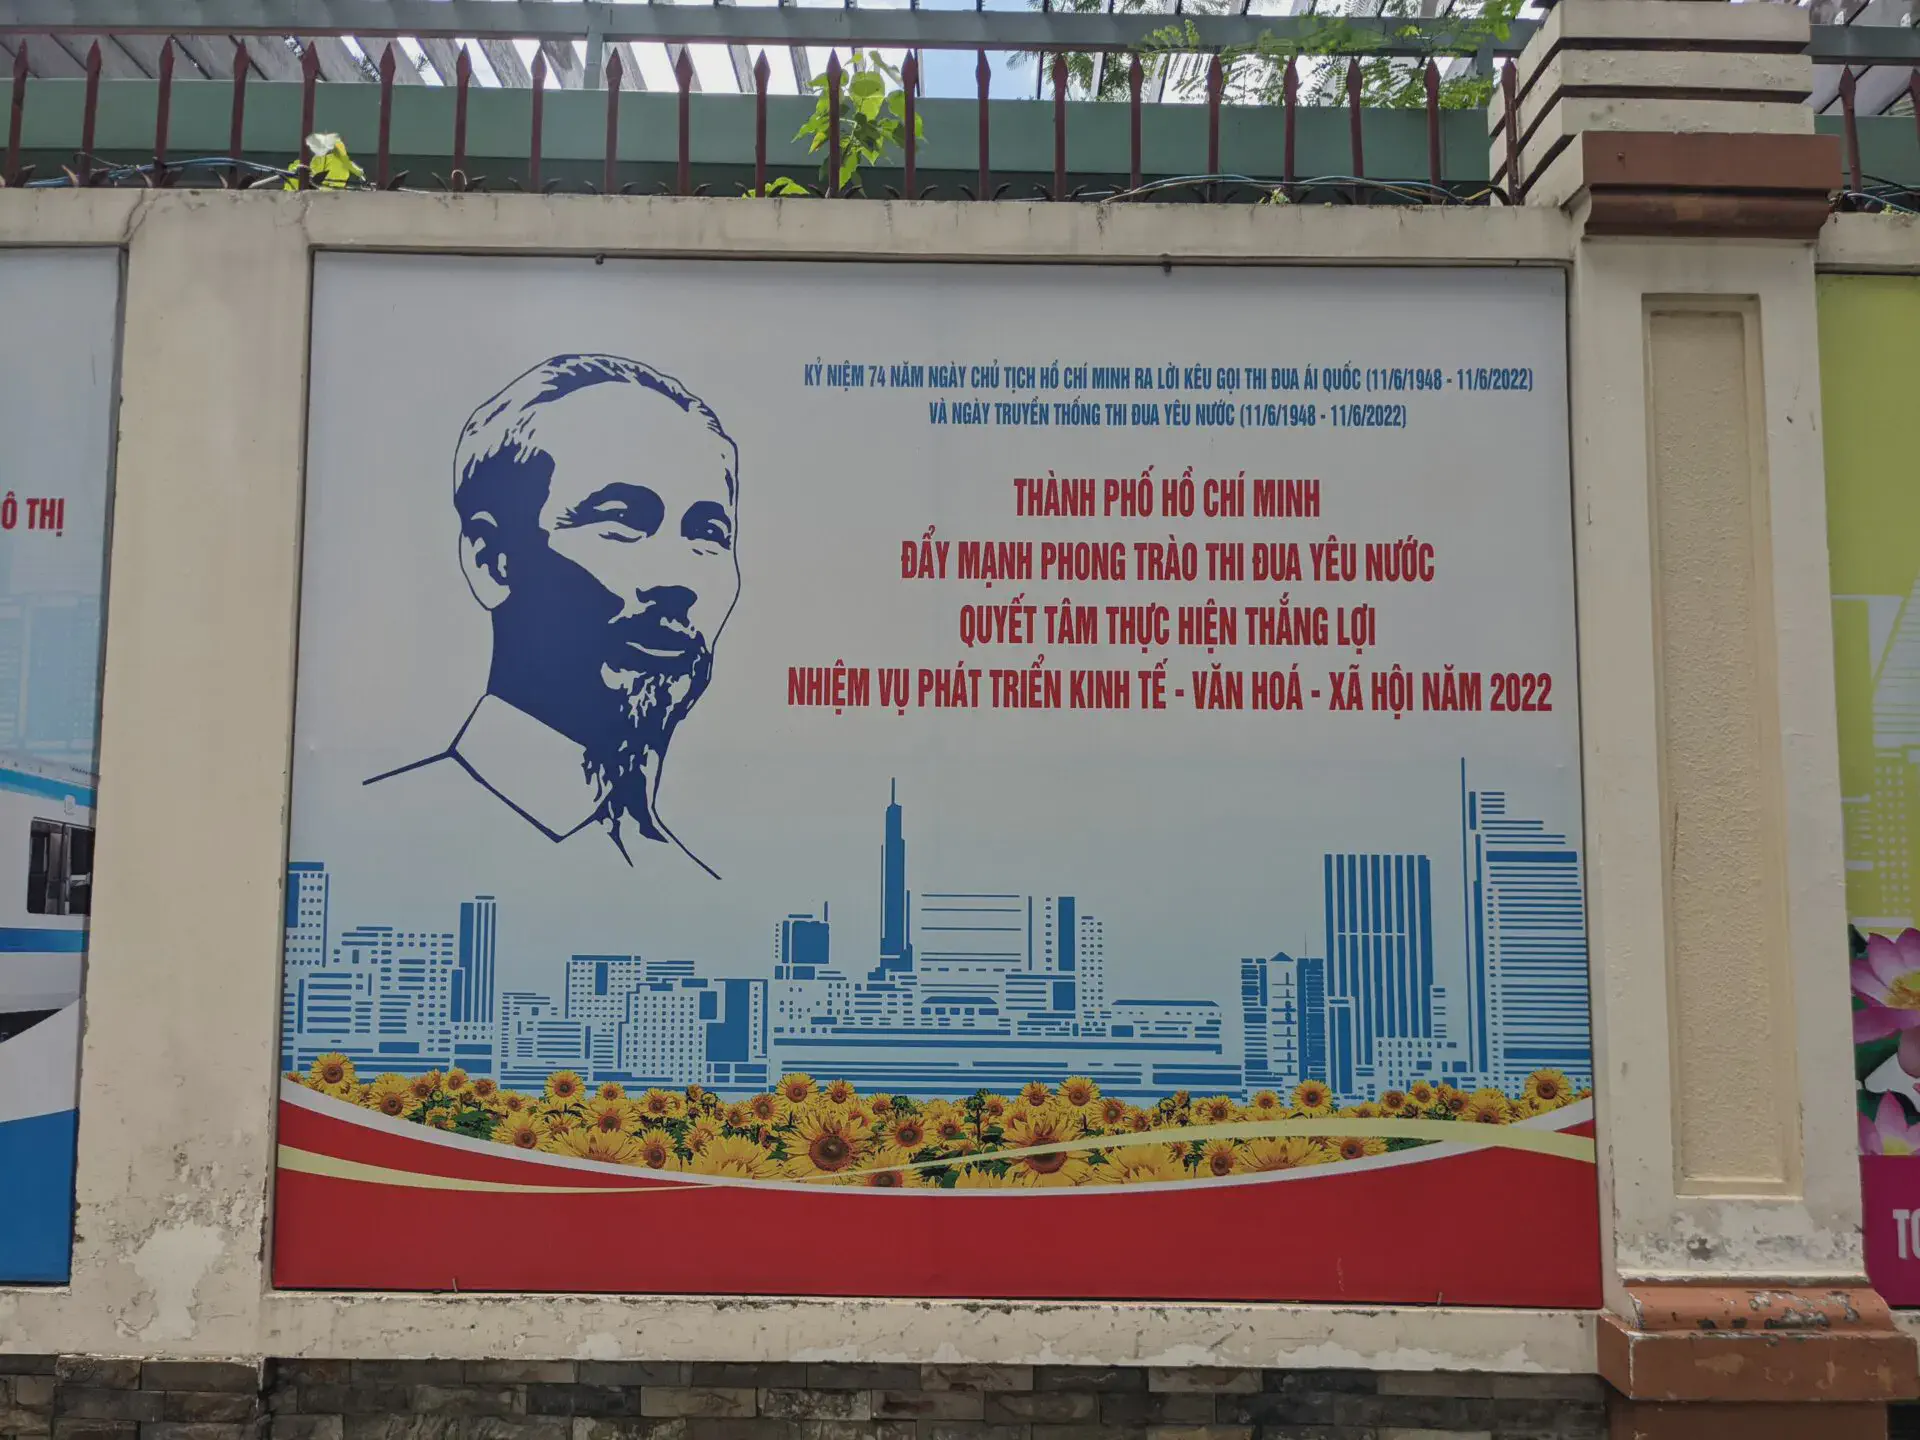 KỶ NIỆM 74 NĂM NGÀY CHỦ TỊCH HỒ CHÍ MINH RA LỜI KÊU GỌI THI ĐUA ÁI QUỐC (11/6/1948 - 11/6/2022)
VÀ NGÀY TRUYỀN THỐNG THI ĐUA YÊU NƯỚC (11/6/1948 - 11/6/2022)
THÀNH PHỐ HỒ CHÍ MINH
ĐẨY MẠNH PHONG TRÀO THI ĐUA YÊU NƯỚC
QUYẾT TÂM THỰC HIỆN THẮNG LỢI
NHIỆM VỤ PHÁT TRIỂN KINH TẾ - VĂN HOÁ - XÃ HỘI NĂM 2022
Ô THỊ